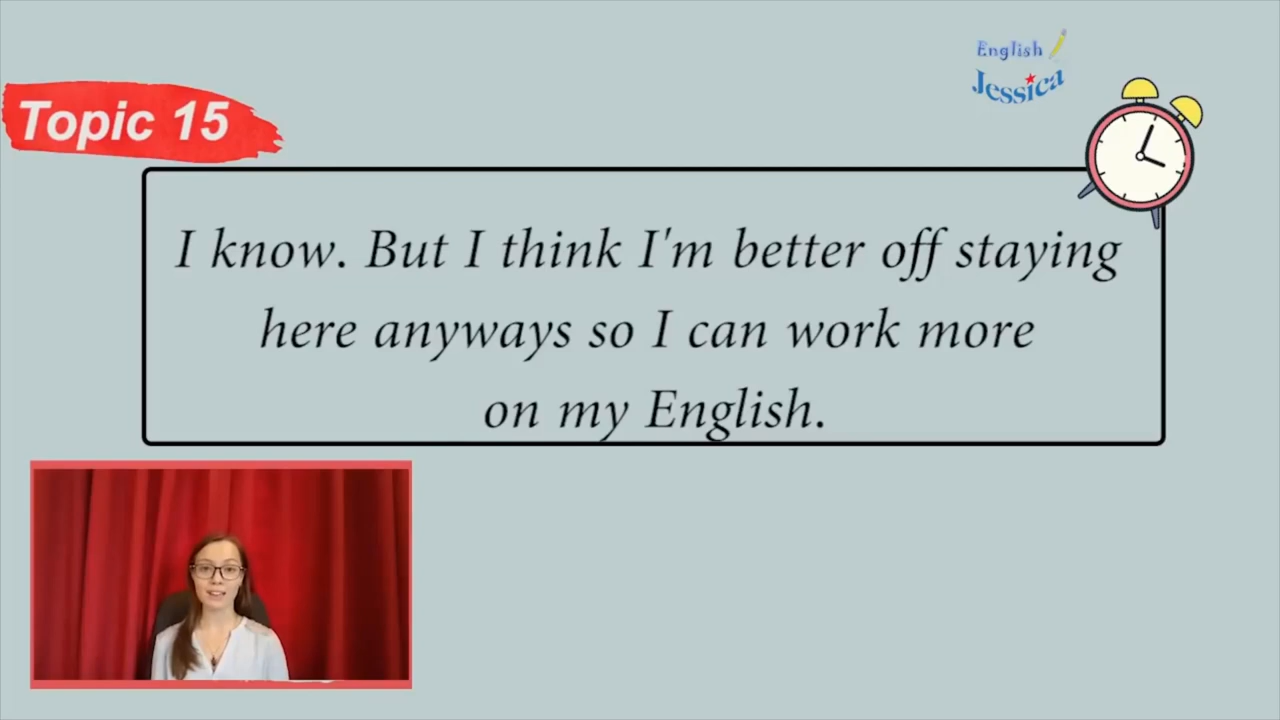 English
Jessica
Topic 15
I know. But I think I'm better off staying
here anyways so I can work more
on my English.